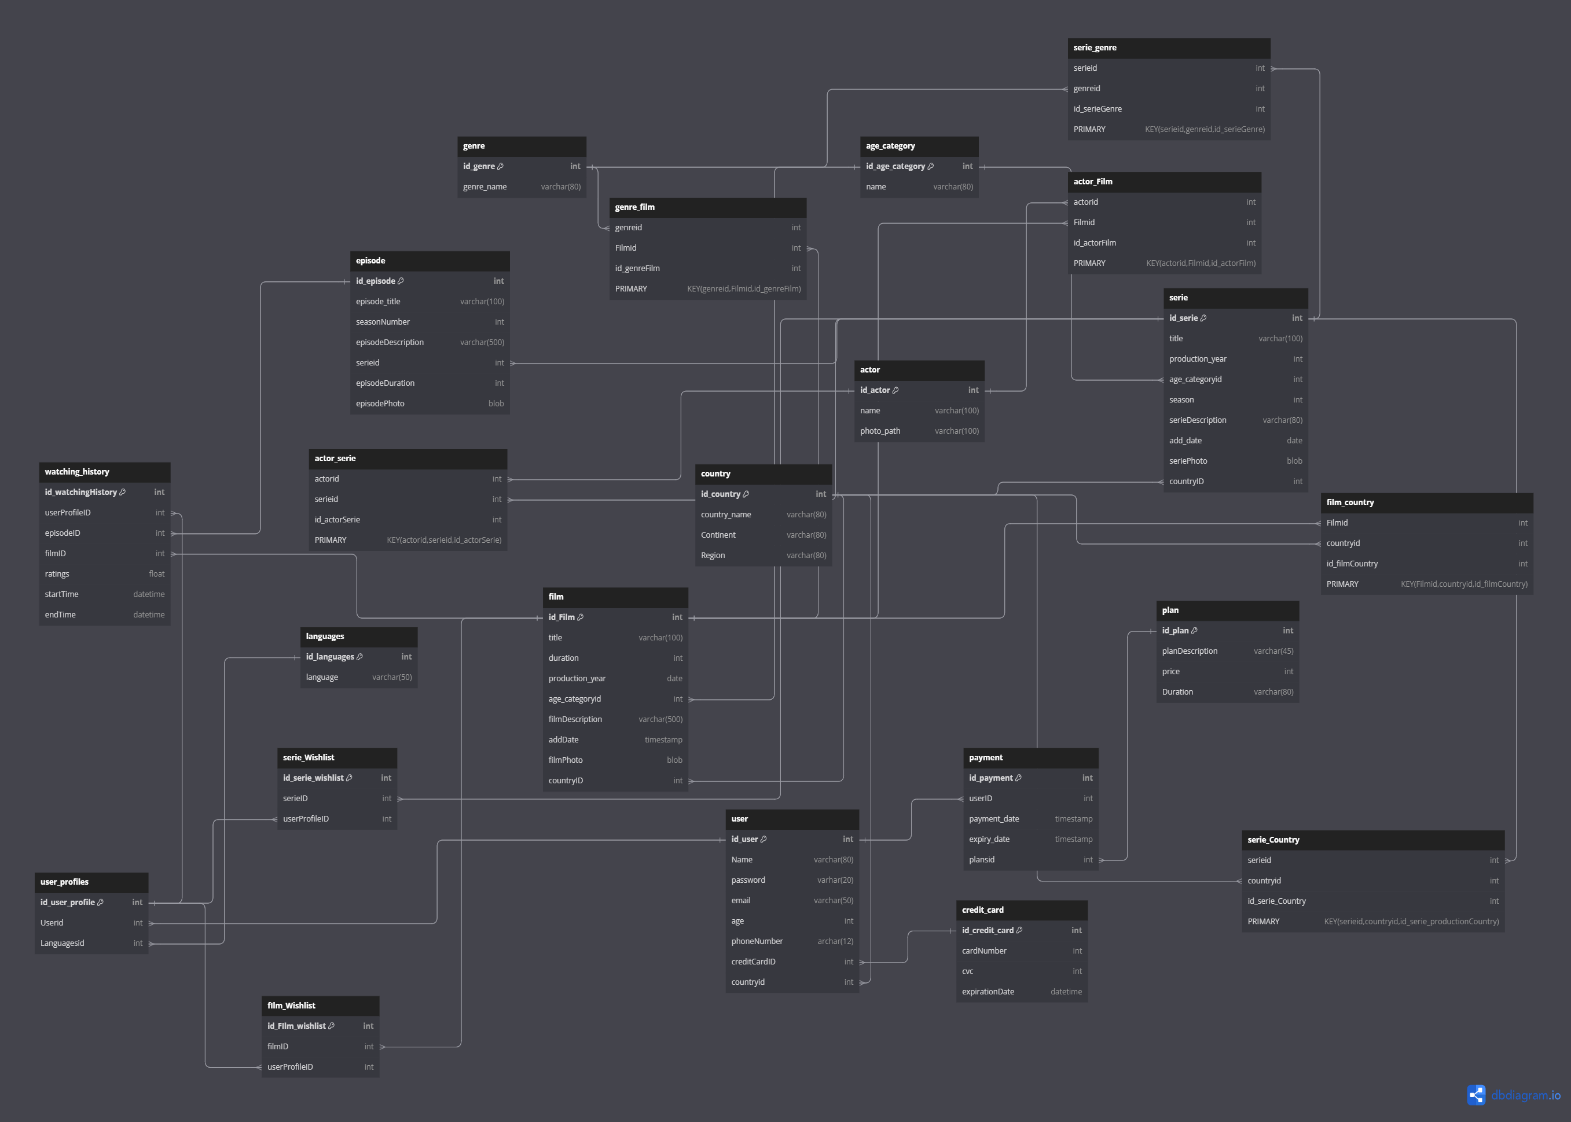 serie_genre
serieid int
genreid int
id_serieGenre int
PRIMARY KEY(serieid,genreid,id_serieGenre)
genre
id_genre int
genre_name varchar(80)
age_category
id_age_category int
name varchar(80)
actor_Film
actorid int
Filmid int
id_actorFilm int
PRIMARY KEY(actorid,Filmid,id_actorFilm)
genre_film
genreid int
Filmid int
id_genreFilm int
PRIMARY KEY(genreid,Filmid,id_genreFilm)
episode
id_episode int
episode_title varchar(100)
seasonNumber int
episodeDescription varchar(500)
serieid int
episodeDuration int
episodePhoto blob
serie
id_serie int
title varchar(100)
production_year int
age_categoryid int
season int
serieDescription varchar(80)
add_date date
seriePhoto blob
countryID int
actor
id_actor int
name varchar(100)
photo_path varchar(100)
actor_serie
actorid int
serieid int
id_actorSerie int
PRIMARY KEY(actorid,serieid,id_actorSerie)
watching_history
id_watchingHistory int
userProfileID int
episodeID int
filmID int
ratings float
startTime datetime
endTime datetime
country
id_country int
country_name varchar(80)
Continent varchar(80)
Region varchar(80)
film_country
Filmid int
countryid int
id_filmCountry int
PRIMARY KEY(Filmid,countryid,id_filmCountry)
film
id_Film int
title varchar(100)
duration int
production_year date
age_categoryid int
filmDescription varchar(500)
addDate timestamp
filmPhoto blob
countryID int
plan
id_plan int
planDescription varchar(45)
price int
Duration varchar(80)
languages
id_languages int
language varchar(50)
serie_Wishlist
id_serie_wishlist int
serieID int
userProfileID int
payment
id_payment int
userID int
payment_date timestamp
expiry_date timestamp
plansid int
user
id_user int
Name varchar(80)
password varhar(20)
email varchar(50)
age int
phoneNumber archar(12)
creditCardID int
countryid int
serie_Country
serieid int
countryid int
id_serie_Country int
PRIMARY KEY(serieid,countryid,id_serie_productionCountry)
user_profiles
id_user_profile int
Userid int
Languagesid int
credit_card
id_credit_card int
cardNumber int
cvc int
expirationDate datetime
film_Wishlist
id_Film_wishlist int
filmID int
userProfileID int
dbdiagram.io